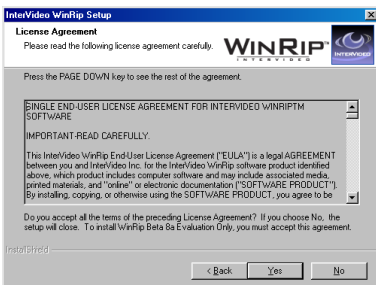 InterVideo WinRip Setup
License Agreement
Please read the following license agreement carefully.
WINRIP™
INTERVIDEO
INTERVIDEO
Press the PAGE DOWN key to see the rest of the agreement.
SINGLE END-USER LICENSE AGREEMENT FOR INTERVIDEO WINRIPTM
SOFTWARE
IMPORTANT-READ CAREFULLY.
This InterVideo WinRip End-User License Agreement ("EULA") is a legal AGREEMENT
between you and InterVideo Inc. for the InterVideo WinRip software product identified
above, which product includes computer software and may include associated media,
printed materials, and "online" or electronic documentation ("SOFTWARE PRODUCT").
By installing, copying, or otherwise using the SOFTWARE PRODUCT, you agree to be
Do you accept all the terms of the preceding License Agreement? If you choose No, the
setup will close. To install WinRip Beta 8a Evaluation Only, you must accept this agreement.
InstallShield
< Back
Yes
No